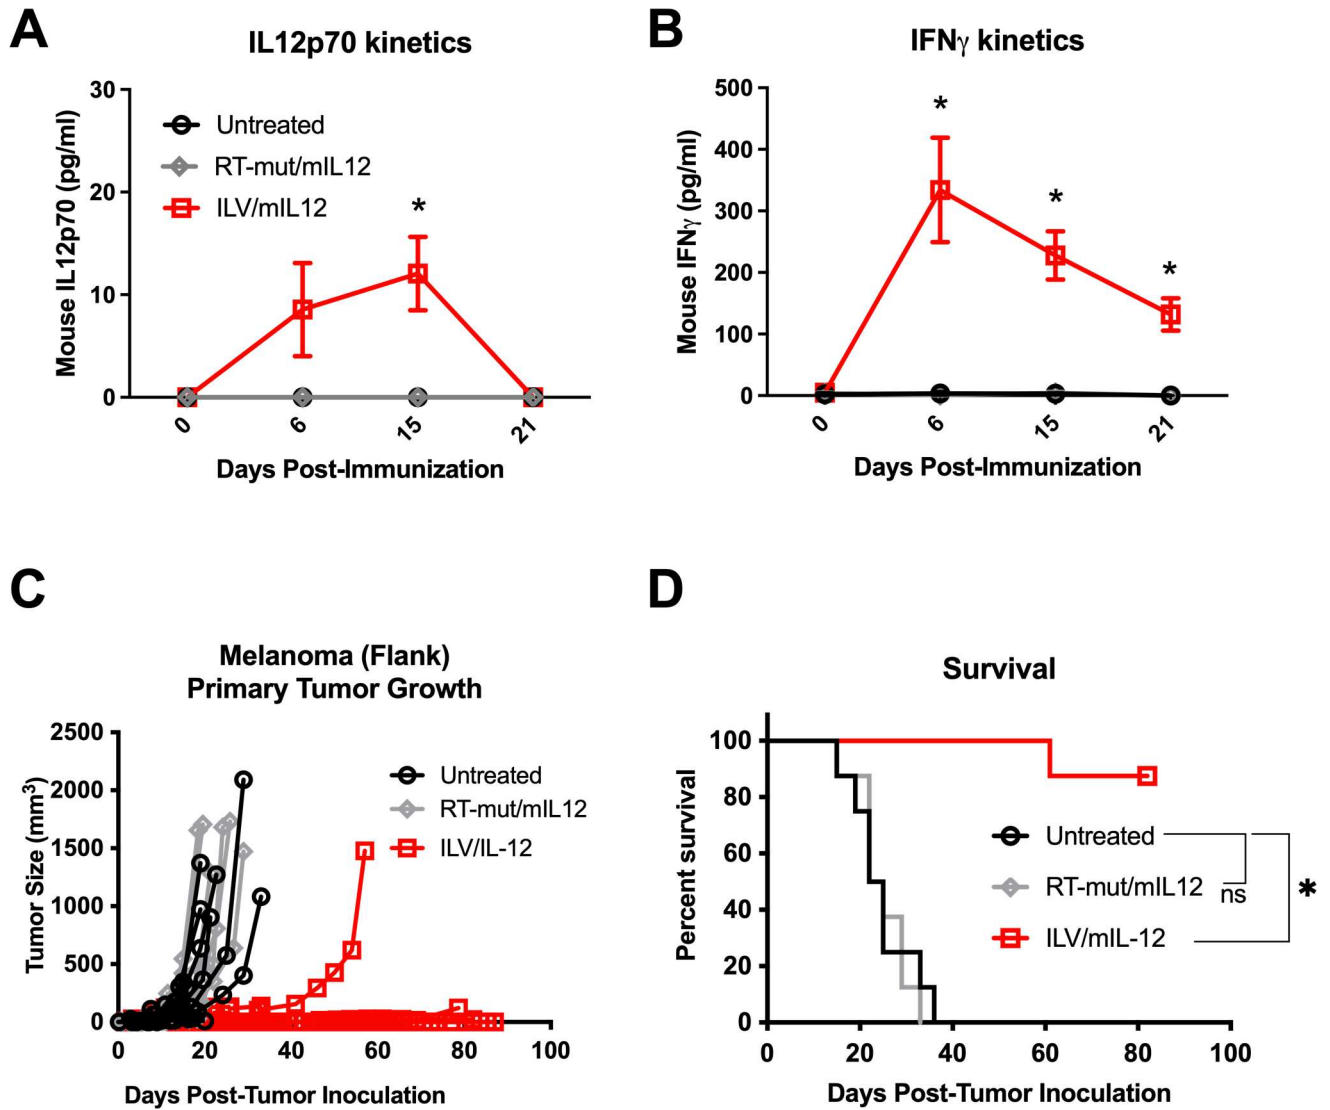 A
IL12p70 kinetics
Mouse IL12p70 (pg/ml)
30
20
10
0
Untreated
RT-mut/mIL12
ILV/mIL12
*
0
6
15
21
Days Post-Immunization
B
IFNγ kinetics
Mouse IFNγ (pg/ml)
500
400
300
200
100
0
*
*
*
0
6
15
21
Days Post-Immunization
C
Melanoma (Flank)
Primary Tumor Growth
Tumor Size (mm³)
2500
2000
1500
1000
500
0
Untreated
RT-mut/mIL12
ILV/IL-12
0
20
40
60
80
100
Days Post-Tumor Inoculation
D
Survival
Percent survival
100
80
60
40
20
0
Untreated
RT-mut/mIL12
ns
ILV/mIL-12
*
0
20
40
60
80
100
Days Post-Tumor Inoculation